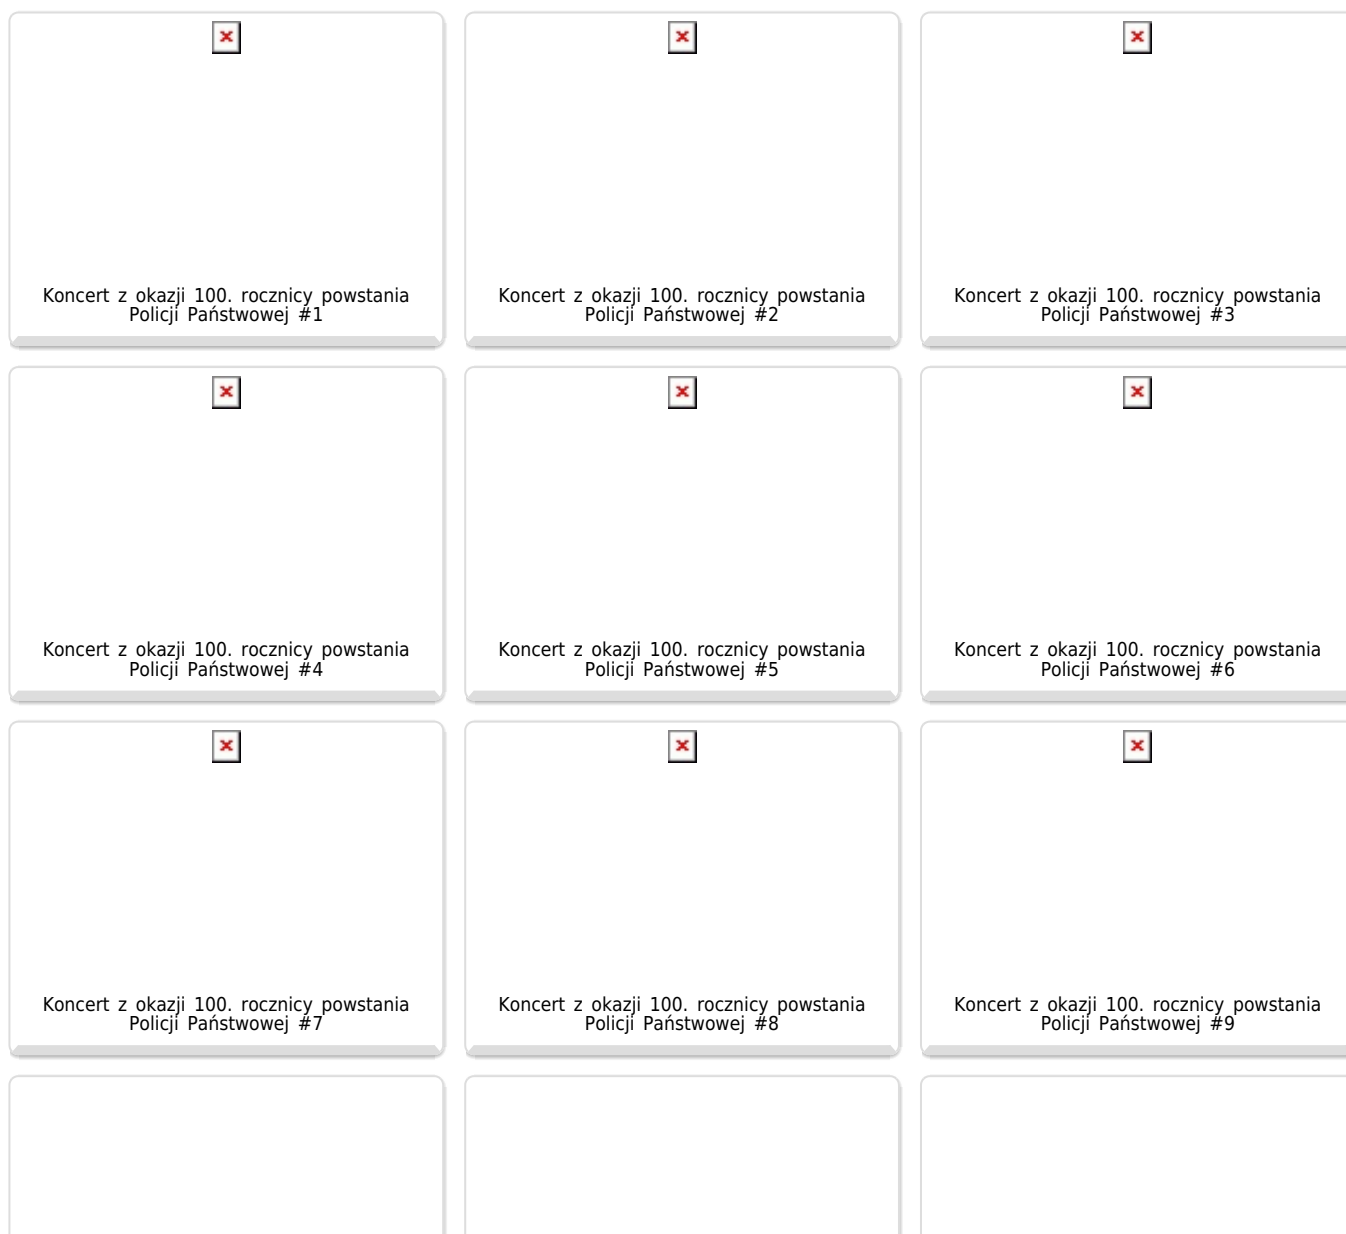 Koncert z okazji 100. rocznicy powstania
Policji Państwowej #1
Koncert z okazji 100. rocznicy powstania
Policji Państwowej #2
Koncert z okazji 100. rocznicy powstania
Policji Państwowej #3
Koncert z okazji 100. rocznicy powstania
Policji Państwowej #4
Koncert z okazji 100. rocznicy powstania
Policji Państwowej #5
Koncert z okazji 100. rocznicy powstania
Policji Państwowej #6
Koncert z okazji 100. rocznicy powstania
Policji Państwowej #7
Koncert z okazji 100. rocznicy powstania
Policji Państwowej #8
Koncert z okazji 100. rocznicy powstania
Policji Państwowej #9